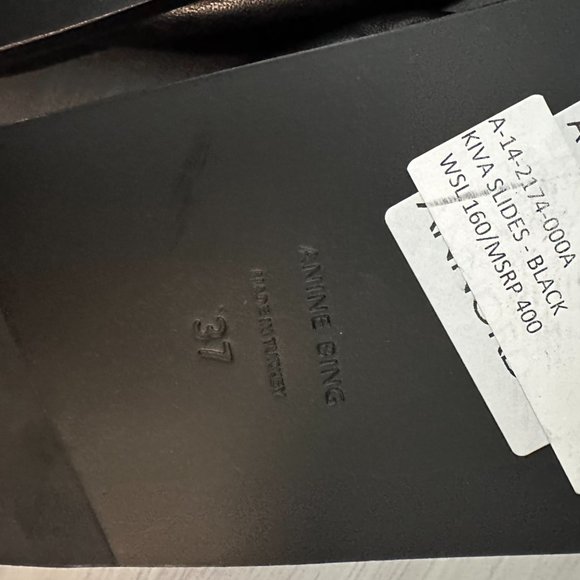 A-14-2174-000A
KIVA SLIDES - BLACK
WSL 160/MSRP 400
ANINE BING
MADE IN TURKEY
37